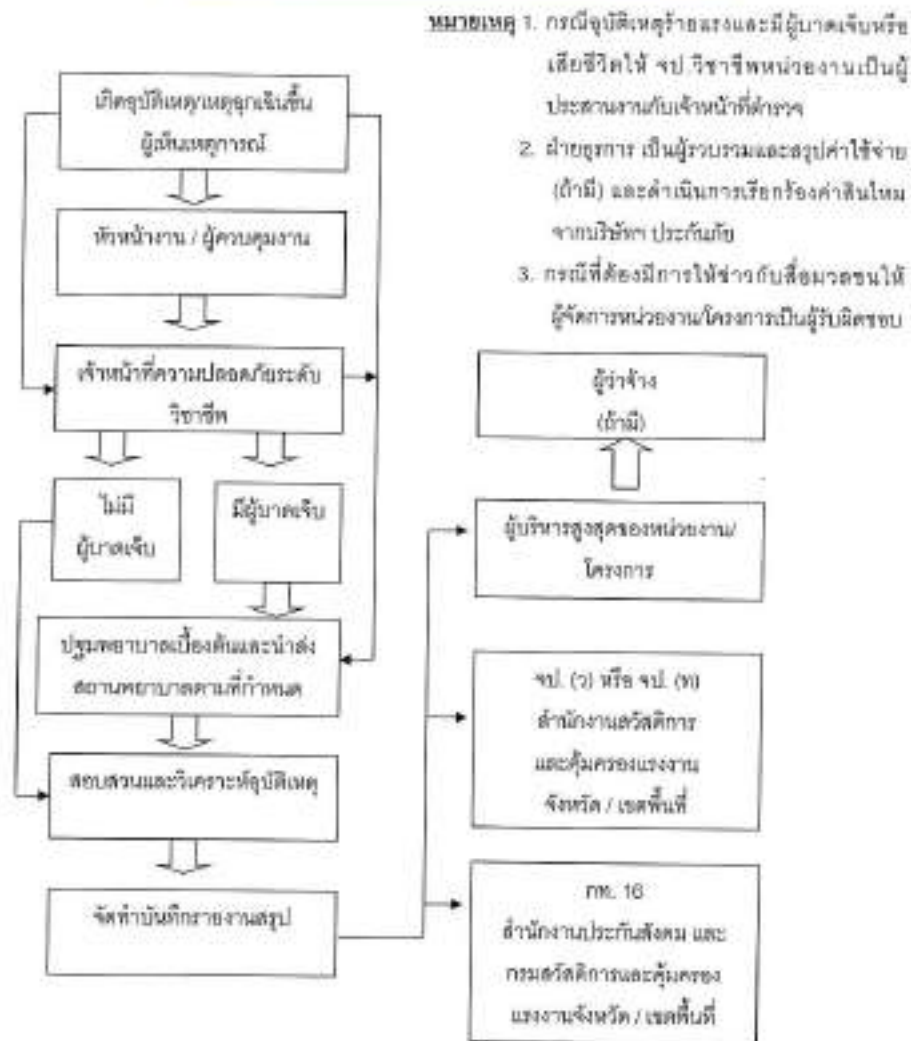 หมายเหตุ 1. กรณีอุบัติเหตุร้ายแรงและมีผู้บาดเจ็บหรือ
เสียชีวิตให้ จป.วิชาชีพหน่วยงานเป็นผู้
ประสานงานกับเจ้าหน้าที่ตำรวจ
2. ฝ่ายธุรการ เป็นผู้รวบรวมและสรุปค่าใช้จ่าย
(ถ้ามี) และดำเนินการเรียกร้องค่าสินไหม
จากบริษัทฯ ประกันภัย
3. กรณีที่ต้องมีการให้ข่าวกับสื่อมวลชนให้
ผู้จัดการหน่วยงาน/โครงการเป็นผู้รับผิดชอบ
เกิดอุบัติเหตุ/เหตุฉุกเฉินขึ้น
ผู้เห็นเหตุการณ์
หัวหน้างาน / ผู้ควบคุมงาน
เจ้าหน้าที่ความปลอดภัยระดับ
วิชาชีพ
ไม่มี
ผู้บาดเจ็บ
มีผู้บาดเจ็บ
ปฐมพยาบาลเบื้องต้นและนำส่ง
สถานพยาบาลตามที่กำหนด
สอบสวนและวิเคราะห์อุบัติเหตุ
จัดทำบันทึกรายงานสรุป
ผู้ว่าจ้าง
(ถ้ามี)
ผู้บริหารสูงสุดของหน่วยงาน/
โครงการ
จป. (ว) หรือ จป. (ท)
สำนักงานสวัสดิการ
และคุ้มครองแรงงาน
จังหวัด / เขตพื้นที่
กท. 16
สำนักงานประกันสังคม และ
กรมสวัสดิการและคุ้มครอง
แรงงานจังหวัด / เขตพื้นที่